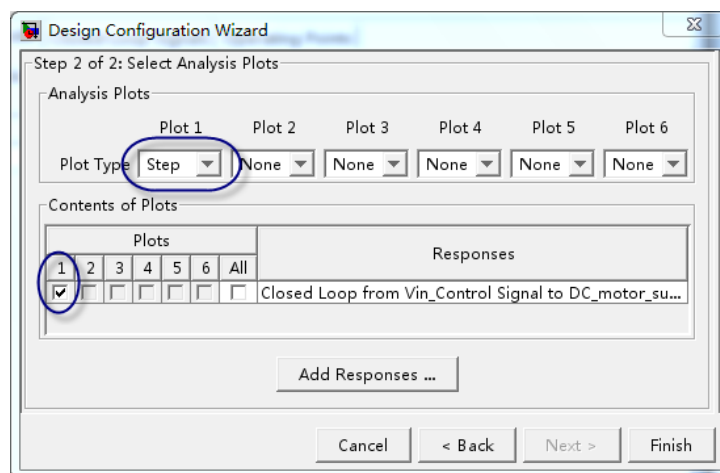 Design Configuration Wizard
Step 2 of 2: Select Analysis Plots
Analysis Plots
Plot 1 Plot 2 Plot 3 Plot 4 Plot 5 Plot 6
Plot Type Step None None None None None
Contents of Plots
Plots Responses
1 2 3 4 5 6 All
Closed Loop from Vin_Control Signal to DC_motor_su...
Add Responses ...
Cancel < Back Next > Finish